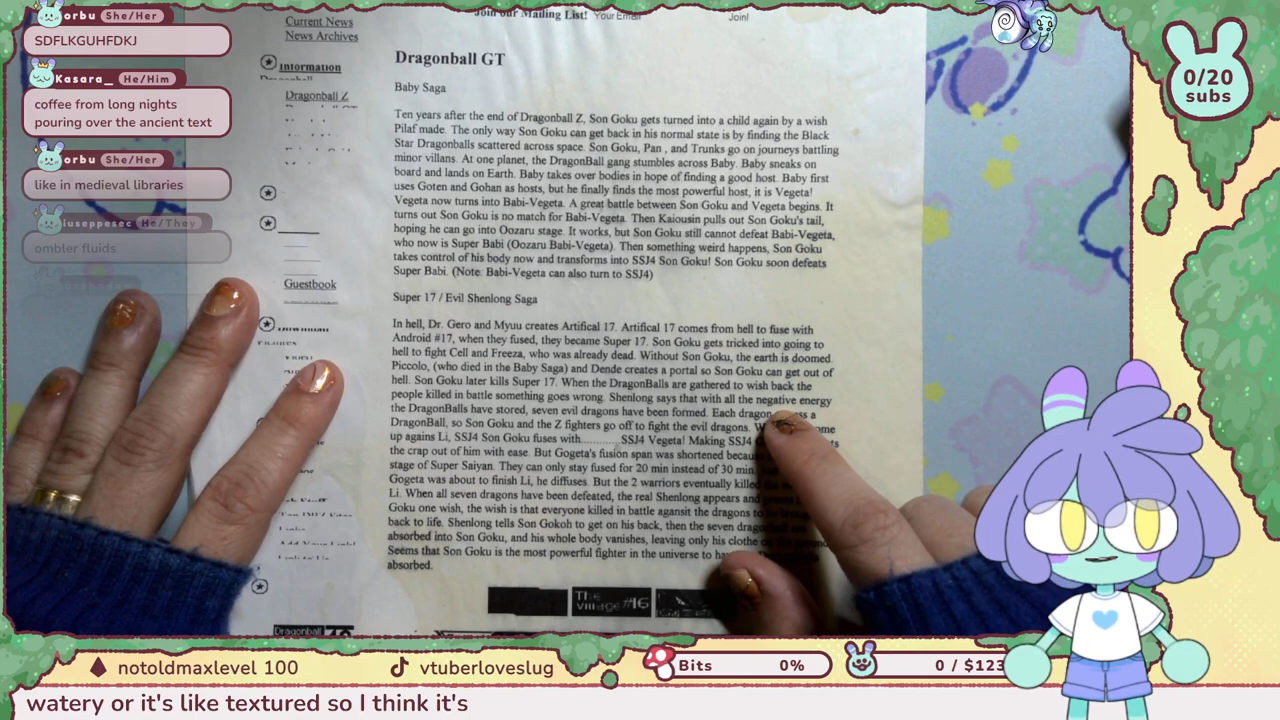 orbu She/Her
SDFLKGUHFDKJ
Kasara_ He/Him
coffee from long nights
pouring over the ancient text
orbu She/Her
like in medieval libraries
iuseppesec He/They
ombler fluids
Current News
News Archives
Information
Dragonball Z
Guestbook
Join our Mailing List! Your Email Join!
Dragonball GT
Baby Saga
Ten years after the end of Dragonball Z, Son Goku gets turned into a child again by a wish
Pilaf made. The only way Son Goku can get back in his normal state is by finding the Black
Star Dragonballs scattered across space. Son Goku, Pan , and Trunks go on journeys battling
minor villans. At one planet, the DragonBall gang stumbles across Baby. Baby sneaks on
board and lands on Earth. Baby takes over bodies in hope of finding a good host. Baby first
uses Goten and Gohan as hosts, but he finally finds the most powerful host, it is Vegeta!
Vegeta now turns into Babi-Vegeta. A great battle between Son Goku and Vegeta begins. It
turns out Son Goku is no match for Babi-Vegeta. Then Kaiousin pulls out Son Goku's tail,
hoping he can go into Oozaru stage. It works, but Son Goku still cannot defeat Babi-Vegeta,
who now is Super Babi (Oozaru Babi-Vegeta). Then something weird happens, Son Goku
takes control of his body now and transforms into SSJ4 Son Goku! Son Goku soon defeats
Super Babi. (Note: Babi-Vegeta can also turn to SSJ4)
Super 17 / Evil Shenlong Saga
In hell, Dr. Gero and Myuu creates Artifical 17. Artifical 17 comes from hell to fuse with
Android #17, when they fused, they became Super 17. Son Goku gets tricked into going to
hell to fight Cell and Freeza, who was already dead. Without Son Goku, the earth is doomed.
Piccolo, (who died in the Baby Saga) and Dende creates a portal so Son Goku can get out of
hell. Son Goku later kills Super 17. When the DragonBalls are gathered to wish back the
people killed in battle something goes wrong. Shenlong says that with all the negative energy
the DragonBalls have stored, seven evil dragons have been formed. Each dragon a
DragonBall, so Son Goku and the Z fighters go off to fight the evil dragons.
up agains Li, SSJ4 Son Goku fuses with............. SSJ4 Vegeta! Making SSJ4
the crap out of him with ease. But Gogeta's fusion span was shortened
stage of Super Saiyan. They can only stay fused for 20 min instead of 30 min.
Gogeta was about to finish Li, he diffuses. But the 2 warriors eventually killed
Li. When all seven dragons have been defeated, the real Shenlong appears and
Goku one wish, the wish is that everyone killed in battle agansit the dragons to
back to life. Shenlong tells Son Gokoh to get on his back, then the seven
absorbed into Son Goku, and his whole body vanishes, leaving only his clothe
Seems that Son Goku is the most powerful fighter in the universe to
absorbed.
The
Village #16
Dragonball
0/20
subs
notoldmaxlevel 100
vtuberloveslug
Bits 0%
0 / $123
watery or it's like textured so I think it's